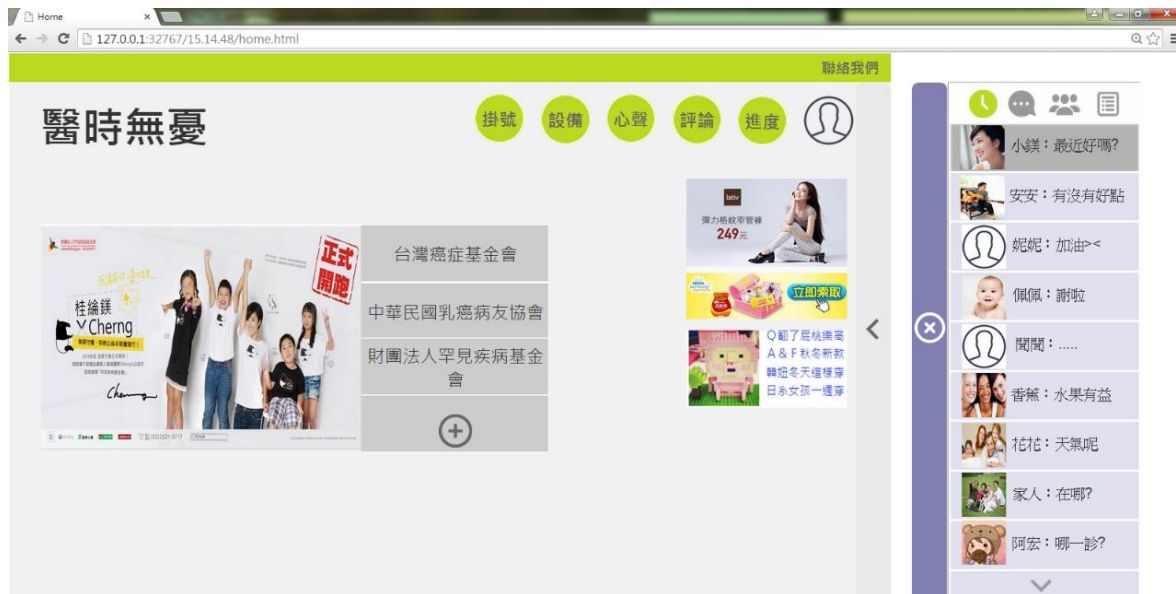 Home
127.0.0.1:32767/15.14.48/home.html
聯絡我們
醫時無憂
掛號
設備
心聲
評論
進度
正式
開跑
桂綸鎂
Cherng
台灣癌症基金會
中華民國乳癌病友協會
財團法人罕見疾病基金
會
lativ
彈力格紋窄管褲
249元
立即索取
Q翻了屁桃樂高
A & F 秋冬新款
韓妞冬天這樣穿
日系女孩一週穿
小鎂：最近好嗎?
安安：有沒有好點
妮妮：加油><
佩佩：謝啦
閔閔：.....
香蕉：水果有益
花花：天氣呢
家人：在哪?
阿宏：哪一診?